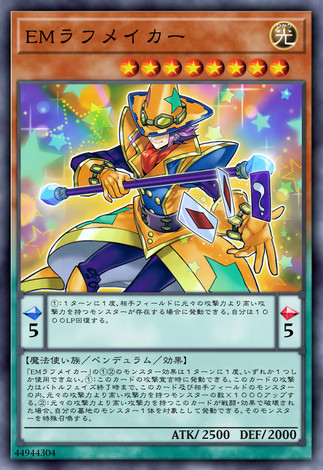 EMラフメイカー
光
①：1ターンに1度、相手フィールドに元々の攻撃力より高い攻
撃力を持つモンスターが存在する場合に発動できる。自分は10
00LP回復する。
5
5
【魔法使い族／ペンデュラム／効果】
「EMラフメイカー」の①②のモンスター効果は1ターンに1度、いずれか1つし
か使用できない。①：このカードの攻撃宣言時に発動できる。このカードの攻撃
力はバトルフェイズ終了時まで、このカード及び相手フィールドのモンスター
の内、元々の攻撃力より高い攻撃力を持つモンスターの数×1000アップす
る。②：元々の攻撃力より高い攻撃力を持つこのカードが戦闘・効果で破壊され
た場合、自分の墓地のモンスター1体を対象として発動できる。そのモンスター
を特殊召喚する。
ATK/ 2500 DEF/2000
44944304